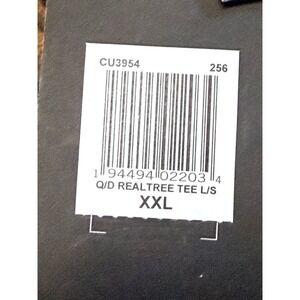 CU3954 256
1 94494 02203 4
Q/D REALTREE TEE L/S
XXL